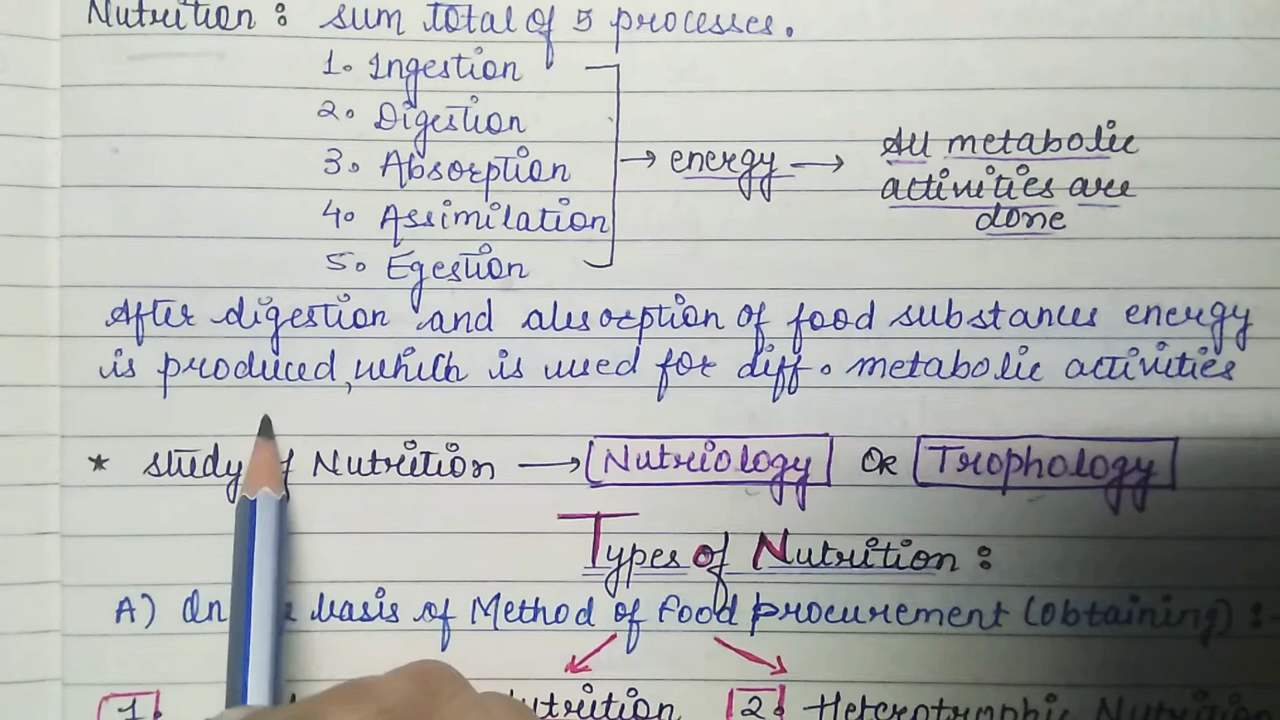 Nutrition : sum total of 5 processes.
1. Ingestion
2. Digestion
3. Absorption
4. Assimilation
5. Egestion
→ energy → All metabolic
activities are
done
After digestion and absorption of food substances energy
is produced, which is used for diff. metabolic activities
* study of Nutrition → Nutriology OR Trophology
Types of Nutrition :
A) On basis of Method of food procurement (obtaining) :-
1. Nutrition 2. Heterotrophic Nutrition